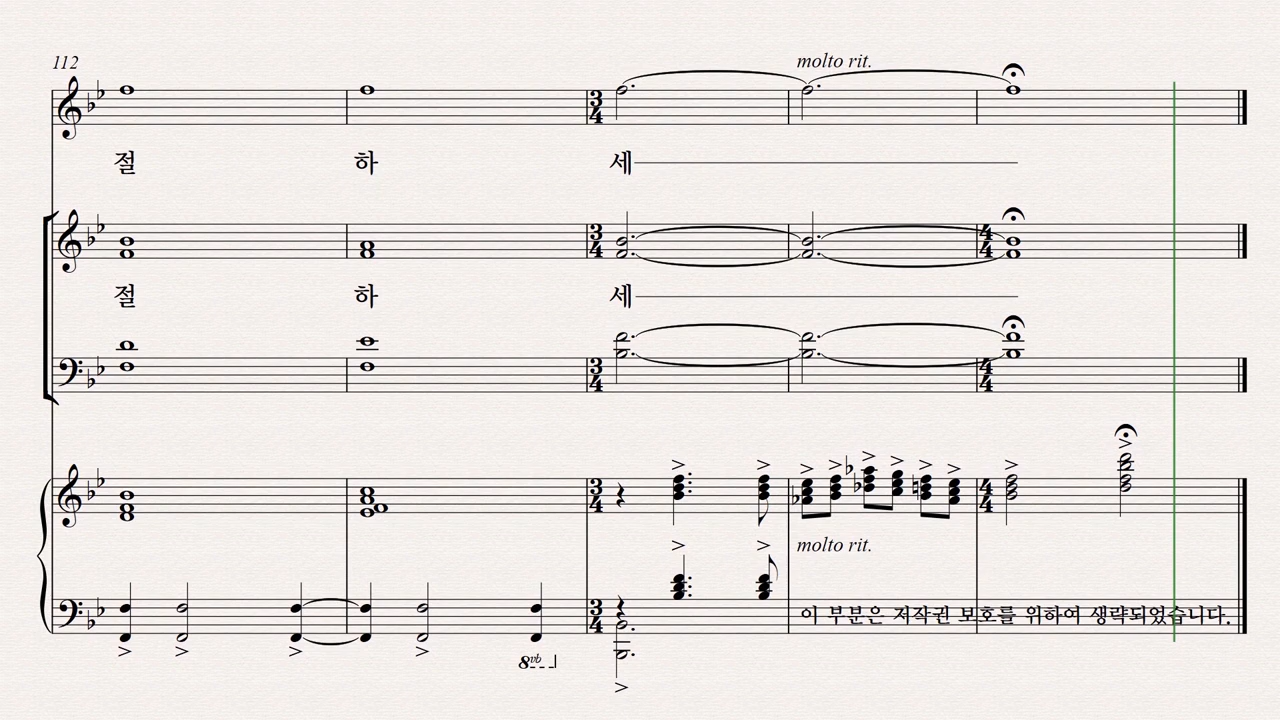 112
molto rit.
절 하 세
절 하 세
molto rit.
이 부분은 저작권 보호를 위하여 생략되었습니다.
8vb